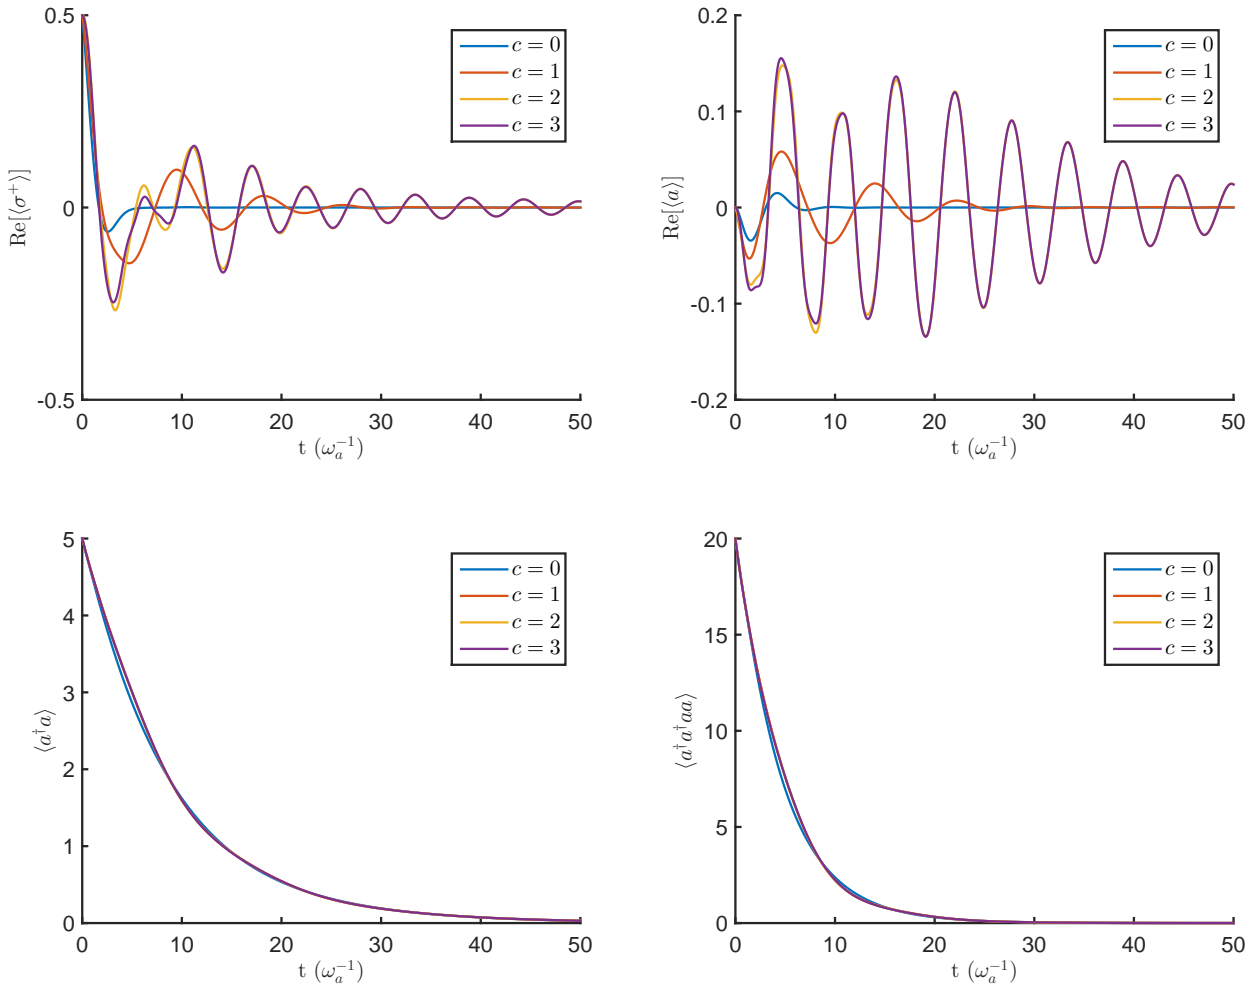 0.5
0
-0.5
0 10 20 30 40 50
Re[⟨σ⁺⟩]
t (ω_a^{-1})
c = 0
c = 1
c = 2
c = 3
0.2
0.1
0
-0.1
-0.2
0 10 20 30 40 50
Re[⟨a⟩]
t (ω_a^{-1})
c = 0
c = 1
c = 2
c = 3
5
4
3
2
1
0
0 10 20 30 40 50
⟨a†a⟩
t (ω_a^{-1})
c = 0
c = 1
c = 2
c = 3
20
15
10
5
0
0 10 20 30 40 50
⟨a†a†aa⟩
t (ω_a^{-1})
c = 0
c = 1
c = 2
c = 3